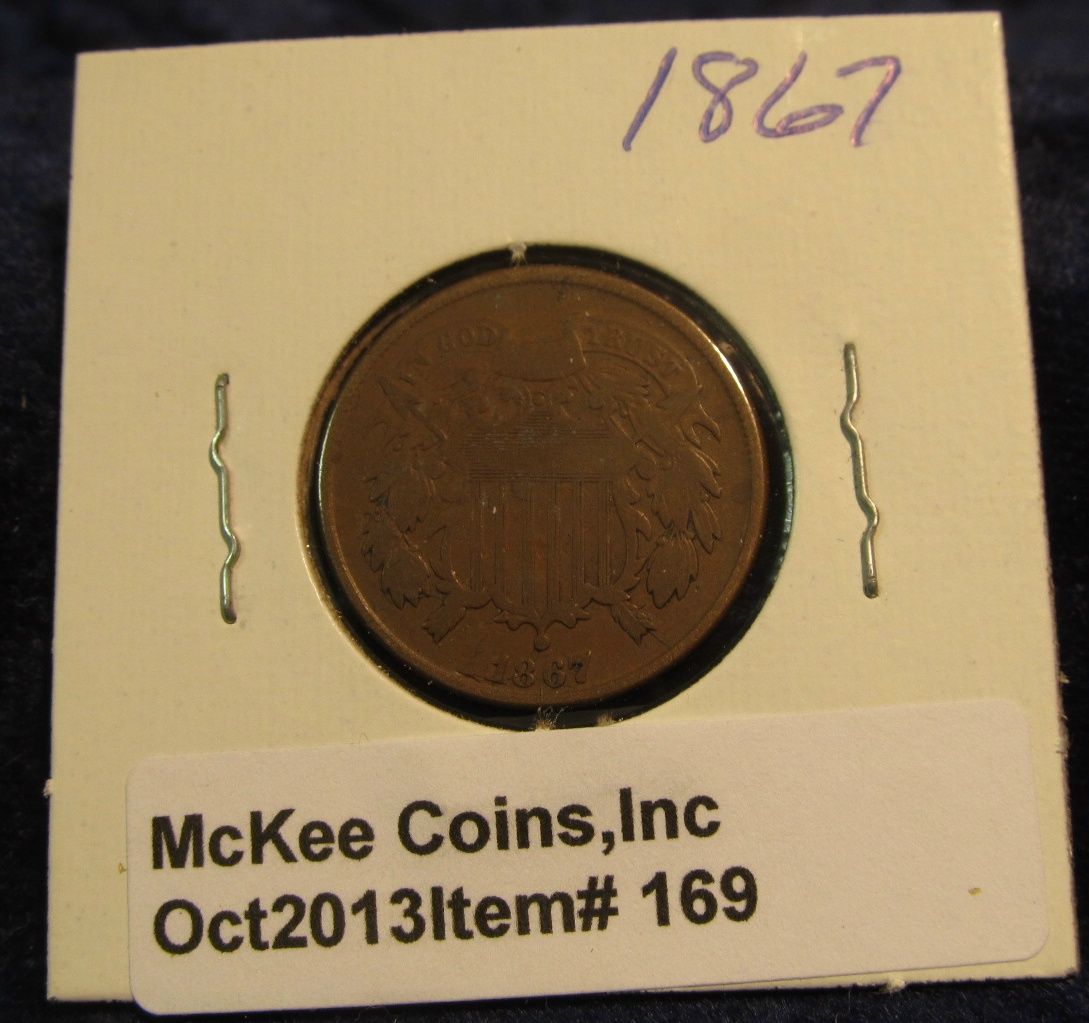 1867
IN GOD TRUST
1867
McKee Coins,Inc
Oct2013Item# 169